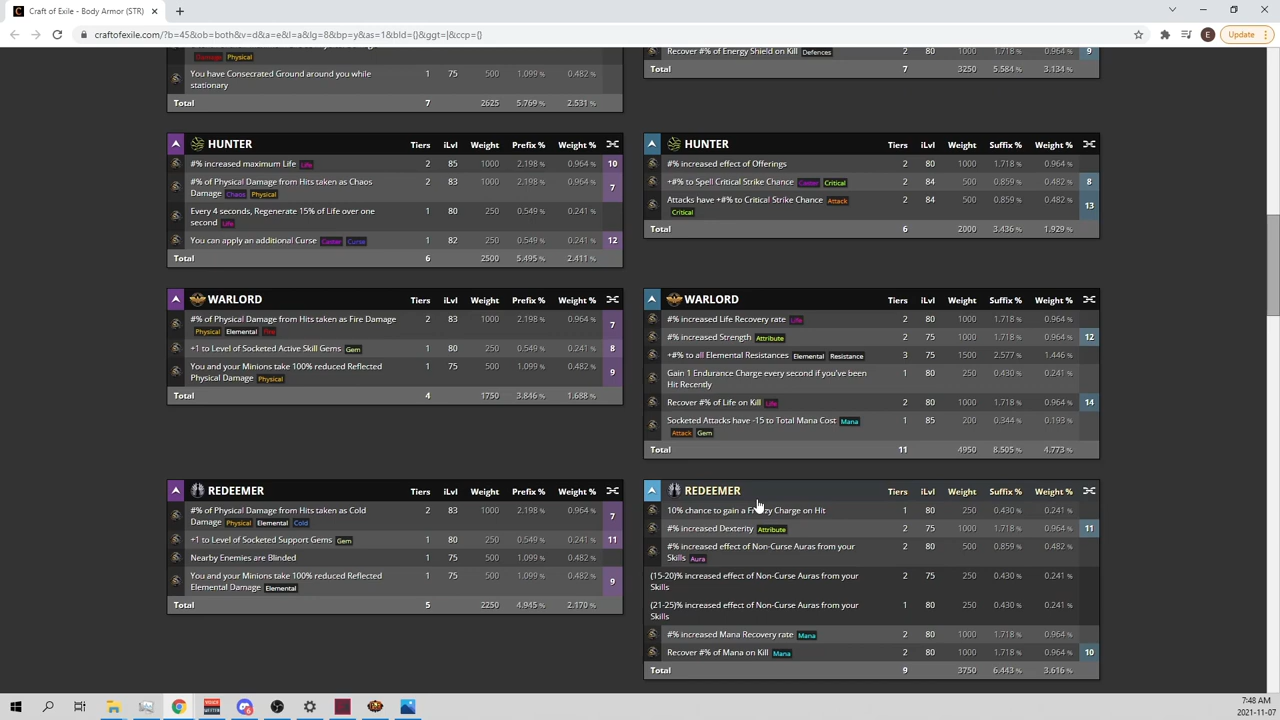 Craft of Exile - Body Armor (STR)
craftofexile.com/?b=45&ob=both&v=d&a=e&l=a&lg=8&bp=y&as=1&bld={}&ggt=|&ccp={}
E Update
Physical
You have Consecrated Ground around you while stationary 1 75 500 1.099 % 0.482 %
Total 7 2625 5.769 % 2.531 %
Recover #% of Energy Shield on Kill Defences 2 80 1000 1.718 % 0.964 % 9
Total 7 3250 5.584 % 3.134 %
HUNTER Tiers iLvl Weight Prefix % Weight %
#% increased maximum Life Life 2 85 1000 2.198 % 0.964 % 10
#% of Physical Damage from Hits taken as Chaos 2 83 1000 2.198 % 0.964 % 7
Damage Chaos Physical
Every 4 seconds, Regenerate 15% of Life over one 1 80 250 0.549 % 0.241 %
second Life
You can apply an additional Curse Caster Curse 1 82 250 0.549 % 0.241 % 12
Total 6 2500 5.495 % 2.411 %
HUNTER Tiers iLvl Weight Suffix % Weight %
#% increased effect of Offerings 2 80 1000 1.718 % 0.964 %
+#% to Spell Critical Strike Chance Caster Critical 2 84 500 0.859 % 0.482 % 8
Attacks have +#% to Critical Strike Chance Attack 2 84 500 0.859 % 0.482 % 13
Critical
Total 6 2000 3.436 % 1.929 %
WARLORD Tiers iLvl Weight Prefix % Weight %
#% of Physical Damage from Hits taken as Fire Damage 2 83 1000 2.198 % 0.964 % 7
Physical Elemental Fire
+1 to Level of Socketed Active Skill Gems Gem 1 80 250 0.549 % 0.241 % 8
You and your Minions take 100% reduced Reflected 1 75 500 1.099 % 0.482 % 9
Physical Damage Physical
Total 4 1750 3.846 % 1.688 %
WARLORD Tiers iLvl Weight Suffix % Weight %
#% increased Life Recovery rate Life 2 80 1000 1.718 % 0.964 %
#% increased Strength Attribute 2 75 1000 1.718 % 0.964 % 12
+#% to all Elemental Resistances Elemental Resistance 3 75 1500 2.577 % 1.446 %
Gain 1 Endurance Charge every second if you've been 1 80 250 0.430 % 0.241 %
Hit Recently
Recover #% of Life on Kill Life 2 80 1000 1.718 % 0.964 % 14
Socketed Attacks have -15 to Total Mana Cost Mana 1 85 200 0.344 % 0.193 %
Attack Gem
Total 11 4950 8.505 % 4.773 %
REDEEMER Tiers iLvl Weight Prefix % Weight %
#% of Physical Damage from Hits taken as Cold 2 83 1000 2.198 % 0.964 % 7
Damage Physical Elemental Cold
+1 to Level of Socketed Support Gems Gem 1 80 250 0.549 % 0.241 % 11
Nearby Enemies are Blinded 1 75 500 1.099 % 0.482 %
You and your Minions take 100% reduced Reflected 1 75 500 1.099 % 0.482 % 9
Elemental Damage Elemental
Total 5 2250 4.945 % 2.170 %
REDEEMER Tiers iLvl Weight Suffix % Weight %
10% chance to gain a Frenzy Charge on Hit 1 80 250 0.430 % 0.241 %
#% increased Dexterity Attribute 2 75 1000 1.718 % 0.964 % 11
#% increased effect of Non-Curse Auras from your 2 80 500 0.859 % 0.482 %
Skills Aura
(15-20)% increased effect of Non-Curse Auras from your 2 75 250 0.430 % 0.241 %
Skills
(21-25)% increased effect of Non-Curse Auras from your 1 80 250 0.430 % 0.241 %
Skills
#% increased Mana Recovery rate Mana 2 80 1000 1.718 % 0.964 %
Recover #% of Mana on Kill Mana 2 80 1000 1.718 % 0.964 % 10
Total 9 3750 6.443 % 3.616 %
7:48 AM
2021-11-07